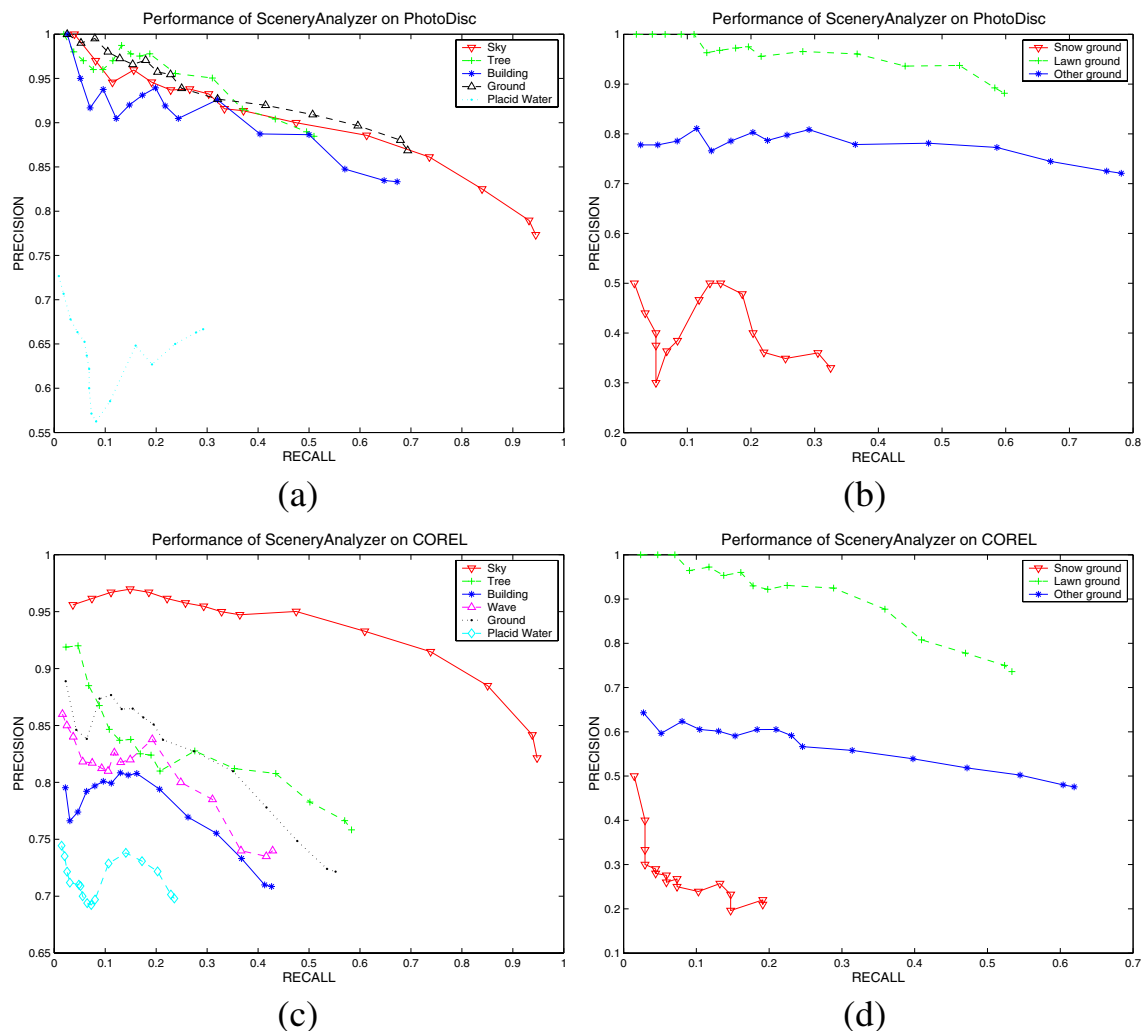 Performance of SceneryAnalyzer on PhotoDisc
1
0.95
0.9
0.85
0.8
0.75
0.7
0.65
0.6
0.55
PRECISION
0
0.1
0.2
0.3
0.4
0.5
0.6
0.7
0.8
0.9
1
RECALL
Sky
Tree
Building
Ground
Placid Water
(a)
Performance of SceneryAnalyzer on PhotoDisc
1
0.9
0.8
0.7
0.6
0.5
0.4
0.3
0.2
PRECISION
0
0.1
0.2
0.3
0.4
0.5
0.6
0.7
0.8
RECALL
Snow ground
Lawn ground
Other ground
(b)
Performance of SceneryAnalyzer on COREL
1
0.95
0.9
0.85
0.8
0.75
0.7
0.65
PRECISION
0
0.1
0.2
0.3
0.4
0.5
0.6
0.7
0.8
0.9
1
RECALL
Sky
Tree
Building
Wave
Ground
Placid Water
(c)
Performance of SceneryAnalyzer on COREL
1
0.9
0.8
0.7
0.6
0.5
0.4
0.3
0.2
0.1
PRECISION
0
0.1
0.2
0.3
0.4
0.5
0.6
0.7
RECALL
Snow ground
Lawn ground
Other ground
(d)